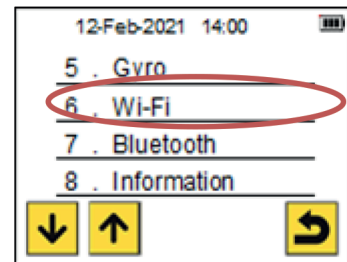 12-Feb-2021 14:00
5 . Gyro
6 . Wi-Fi
7 . Bluetooth
8 . Information